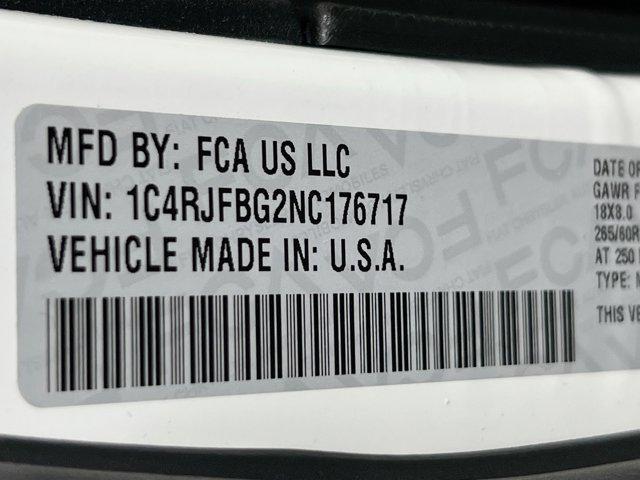 MFD BY: FCA US LLC
VIN: 1C4RJFBG2NC176717
VEHICLE MADE IN: U.S.A.
DATE OF
GAWR
18X8.0
265/60R
AT 250
TYPE:
THIS